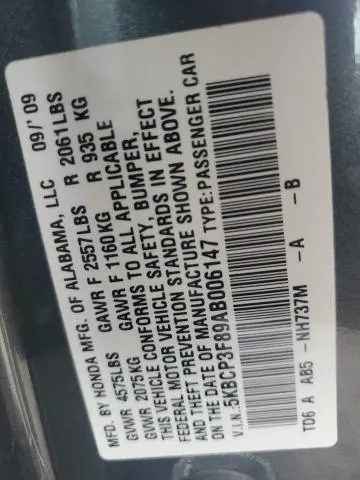 MFD. BY HONDA MFG. OF ALABAMA, LLC 09/'09
GVWR 4575LBS GAWR F 2557LBS R 2061LBS
GVWR 2075KG GAWR F 1160KG R 935 KG
THIS VEHICLE CONFORMS TO ALL APPLICABLE
FEDERAL MOTOR VEHICLE SAFETY, BUMPER,
AND THEFT PREVENTION STANDARDS IN EFFECT
ON THE DATE OF MANUFACTURE SHOWN ABOVE.
V.I.N.:5KBCP3F89AB006147 TYPE:PASSENGER CAR
TD6 A AB5 -NH737M -A -B